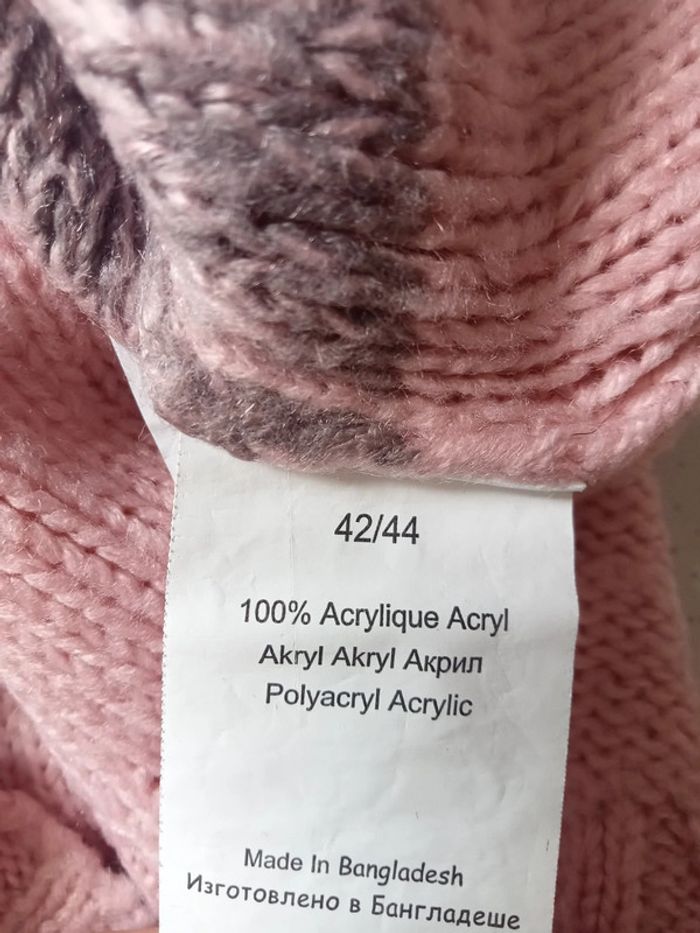 42/44
100% Acrylique Acryl
Akryl Akryl Акрил
Polyacryl Acrylic
Made In Bangladesh
Изготовлено в Бангладеше